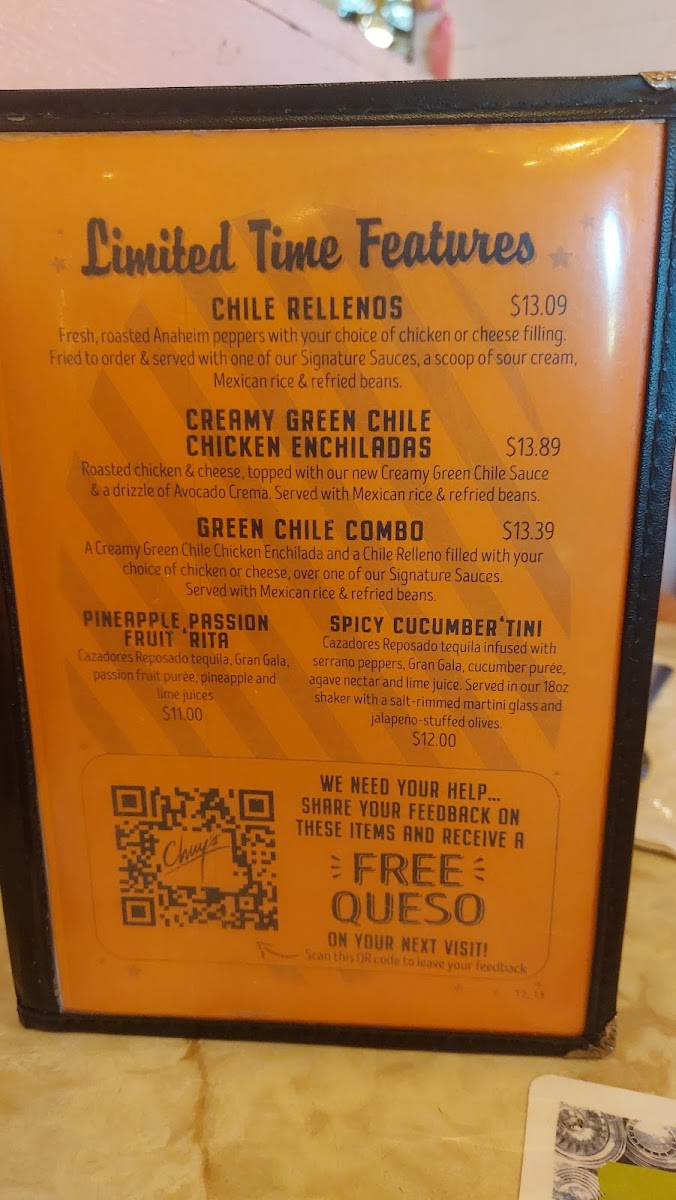 Limited Time Features
CHILE RELLENOS $13.09
Fresh, roasted Anaheim peppers with your choice of chicken or cheese filling.
Fried to order & served with one of our Signature Sauces, a scoop of sour cream,
Mexican rice & refried beans.
CREAMY GREEN CHILE
CHICKEN ENCHILADAS $13.89
Roasted chicken & cheese, topped with our new Creamy Green Chile Sauce
& a drizzle of Avocado Crema. Served with Mexican rice & refried beans.
GREEN CHILE COMBO $13.39
A Creamy Green Chile Chicken Enchilada and a Chile Relleno filled with your
choice of chicken or cheese, over one of our Signature Sauces.
Served with Mexican rice & refried beans.
PINEAPPLE PASSION
FRUIT 'RITA
Cazadores Reposado tequila, Gran Gala,
passion fruit purée, pineapple and
lime juices
$11.00
SPICY CUCUMBER'TINI
Cazadores Reposado tequila infused with
serrano peppers, Gran Gala, cucumber purée,
agave nectar and lime juice. Served in our 18oz
shaker with a salt-rimmed martini glass and
jalapeño-stuffed olives.
$12.00
Chuy's
WE NEED YOUR HELP...
SHARE YOUR FEEDBACK ON
THESE ITEMS AND RECEIVE A
FREE
QUESO
ON YOUR NEXT VISIT!
Scan this QR code to leave your feedback